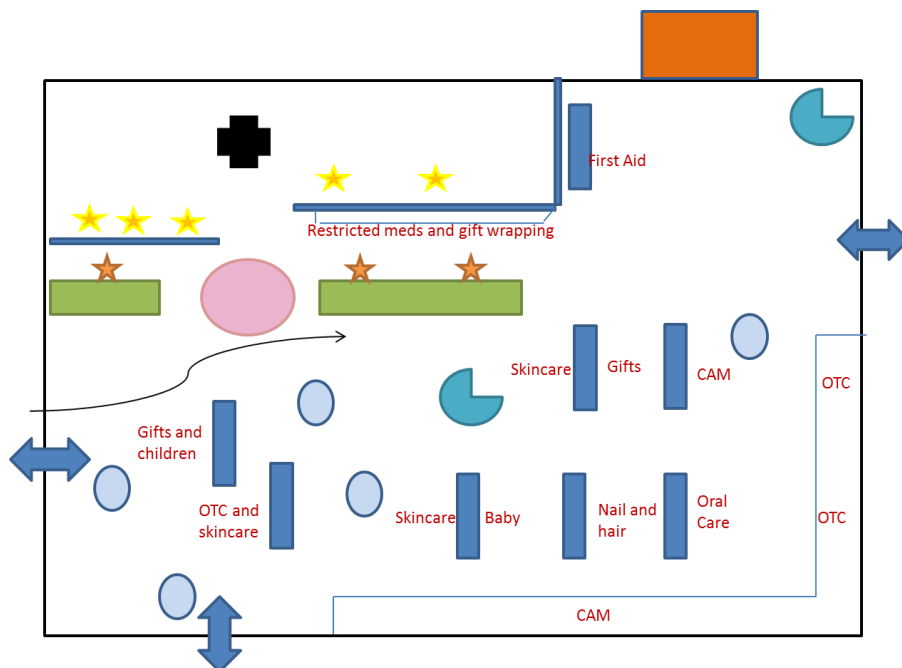 First Aid
Restricted meds and gift wrapping
Skincare
Gifts
CAM
OTC
Gifts and
children
OTC and
skincare
Skincare
Baby
Nail and
hair
Oral
Care
OTC
CAM